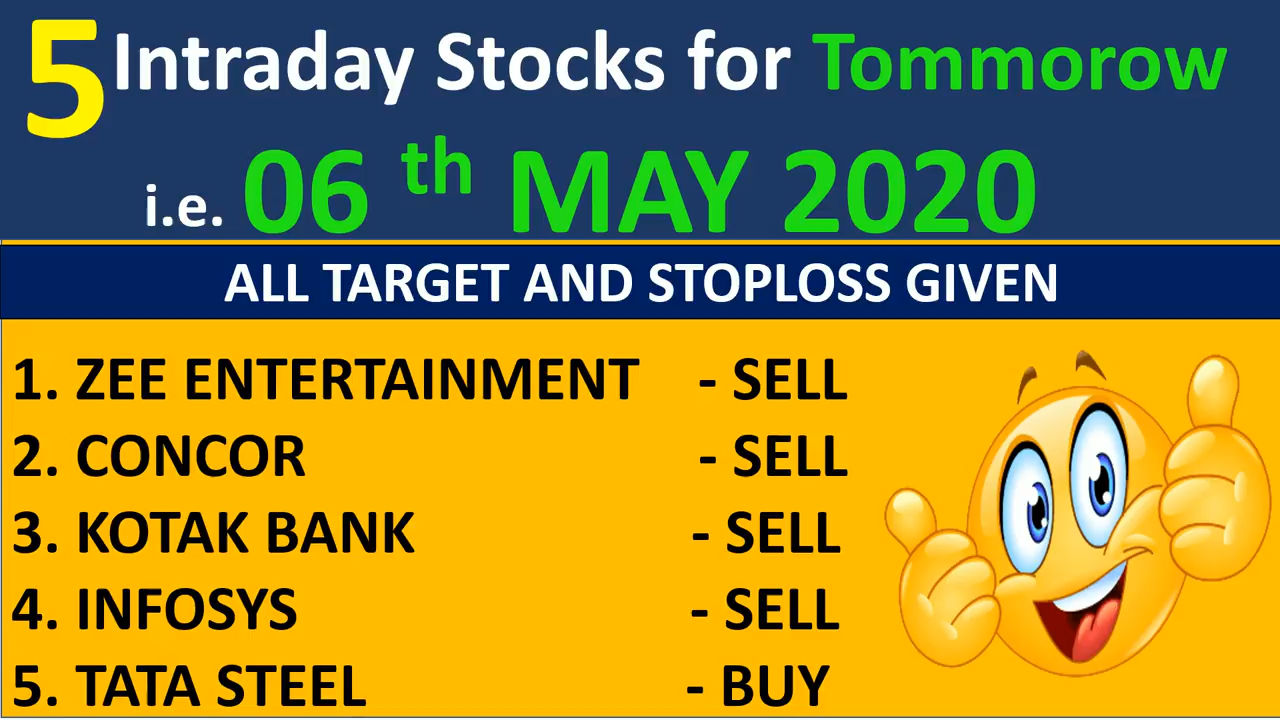 5 Intraday Stocks for Tommorow
i.e. 06 th MAY 2020
ALL TARGET AND STOPLOSS GIVEN
1. ZEE ENTERTAINMENT - SELL
2. CONCOR - SELL
3. KOTAK BANK - SELL
4. INFOSYS - SELL
5. TATA STEEL - BUY